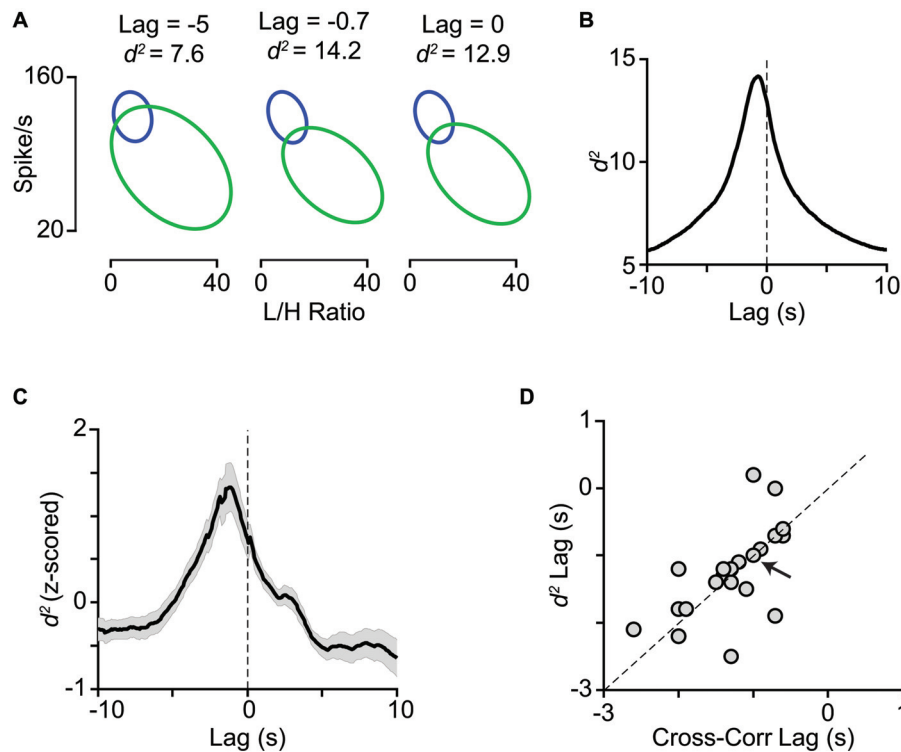 A
Lag = -5
d² = 7.6
Lag = -0.7
d² = 14.2
Lag = 0
d² = 12.9
160
Spike/s
20
0 40 0 40 0 40
L/H Ratio
B
15
d²
10
5
-10 0 10
Lag (s)
C
2
d² (z-scored)
0
-1
-10 0 10
Lag (s)
D
1
d² Lag (s)
-3
-3 0 1
Cross-Corr Lag (s)